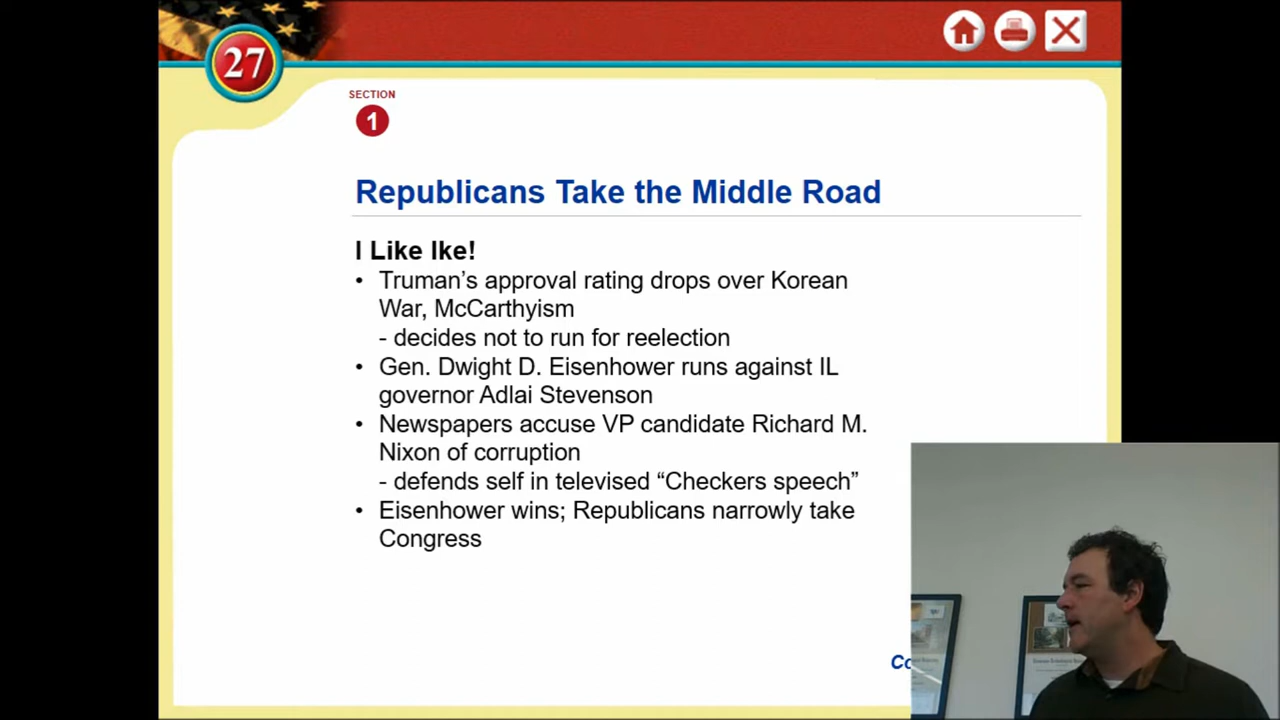 27
SECTION
1
Republicans Take the Middle Road
I Like Ike!
• Truman’s approval rating drops over Korean
War, McCarthyism
- decides not to run for reelection
• Gen. Dwight D. Eisenhower runs against IL
governor Adlai Stevenson
• Newspapers accuse VP candidate Richard M.
Nixon of corruption
- defends self in televised “Checkers speech”
• Eisenhower wins; Republicans narrowly take
Congress